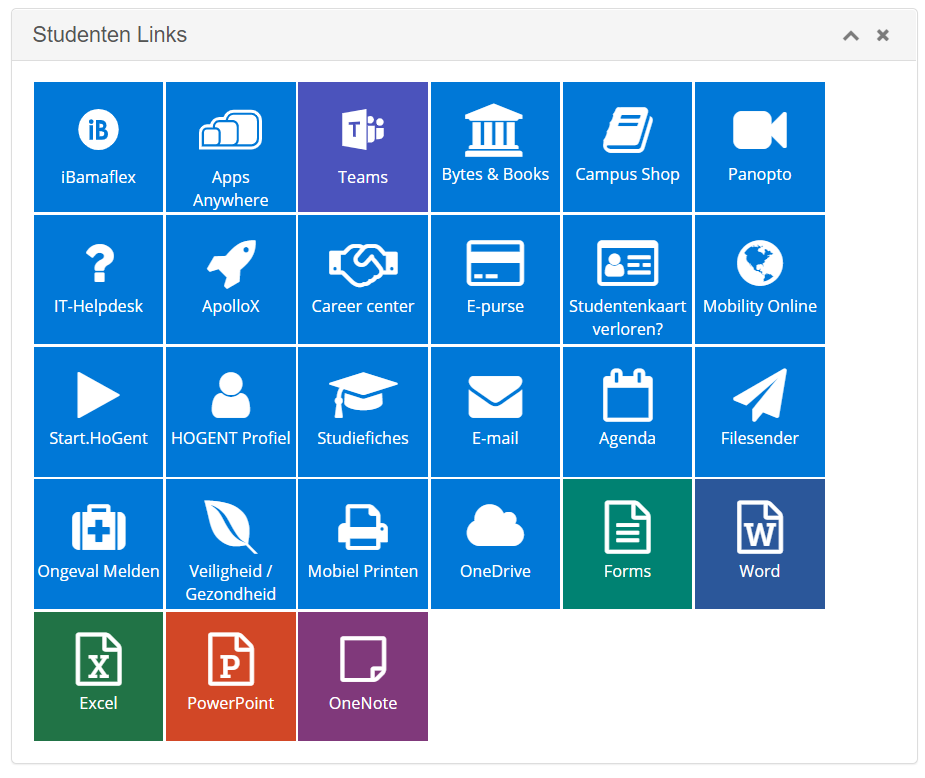 Studenten Links
iB
iBamaflex
Apps
Anywhere
T
Teams
Bytes & Books
Campus Shop
Panopto
?
IT-Helpdesk
ApolloX
Career center
E-purse
Studentenkaart
verloren?
Mobility Online
Start.HoGent
HOGENT Profiel
Studiefiches
E-mail
Agenda
Filesender
Ongeval Melden
Veiligheid /
Gezondheid
Mobiel Printen
OneDrive
Forms
W
Word
X
Excel
P
PowerPoint
OneNote